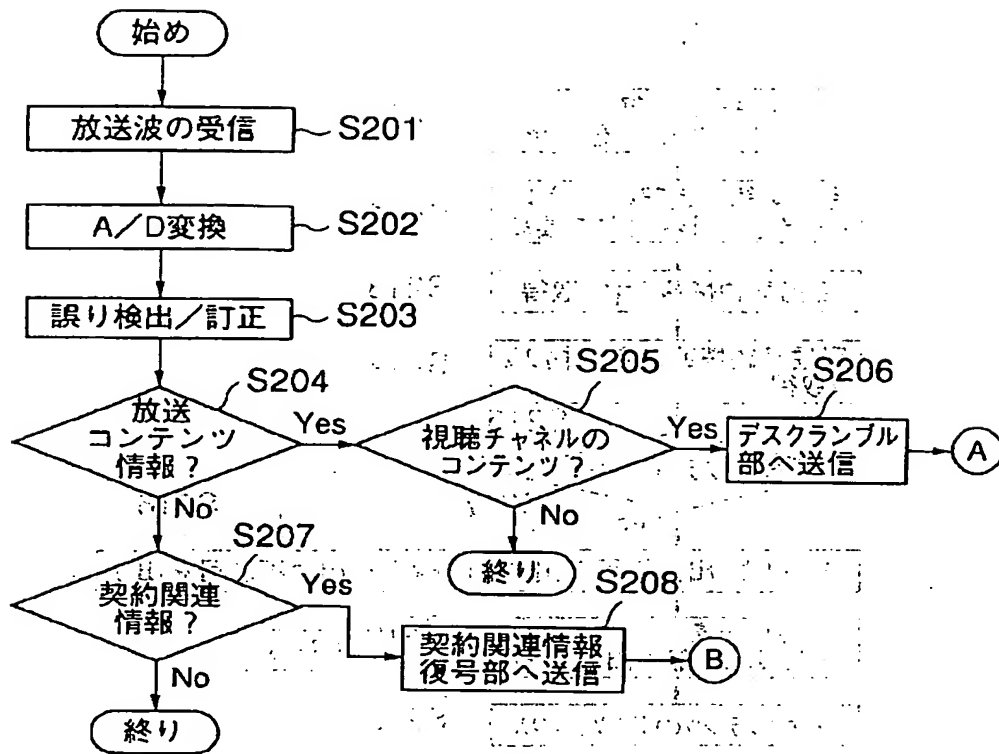 始め
放送波の受信
S201
A/D変換
S202
誤り検出/訂正
S203
放送
コンテンツ
情報?
S204
Yes
視聴チャネルの
コンテンツ?
S205
Yes
デスクランブル
部へ送信
S206
A
No
No
終り
契約関連
情報?
S207
Yes
契約関連情報
復号部へ送信
S208
B
No
終り